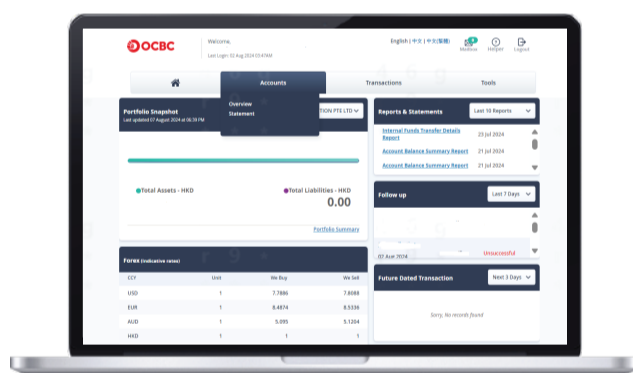 OCBC
Welcome,
Last Login: 02 Aug 2024 03:47AM
English | 中文 | 中文(繁體)
Mailbox
Helper
Logout
Accounts
Transactions
Tools
Overview
Statement
Portfolio Snapshot
Last updated 07 August 2024 at 06:39 PM
TION PTE LTD
Total Assets - HKD
Total Liabilities - HKD
0.00
Portfolio Summary
Forex (Indicative rates)
CCY Unit We Buy We Sell
USD 1 7.7886 7.8088
EUR 1 8.4874 8.5336
AUD 1 5.095 5.1204
HKD 1 1 1
Reports & Statements
Last 10 Reports
Internal Funds Transfer Details Report 23 Jul 2024
Account Balance Summary Report 21 Jul 2024
Account Balance Summary Report 21 Jul 2024
Follow up
Last 7 Days
07 Aug 2024 Unsuccessful
Future Dated Transaction
Next 3 Days
Sorry, No records found